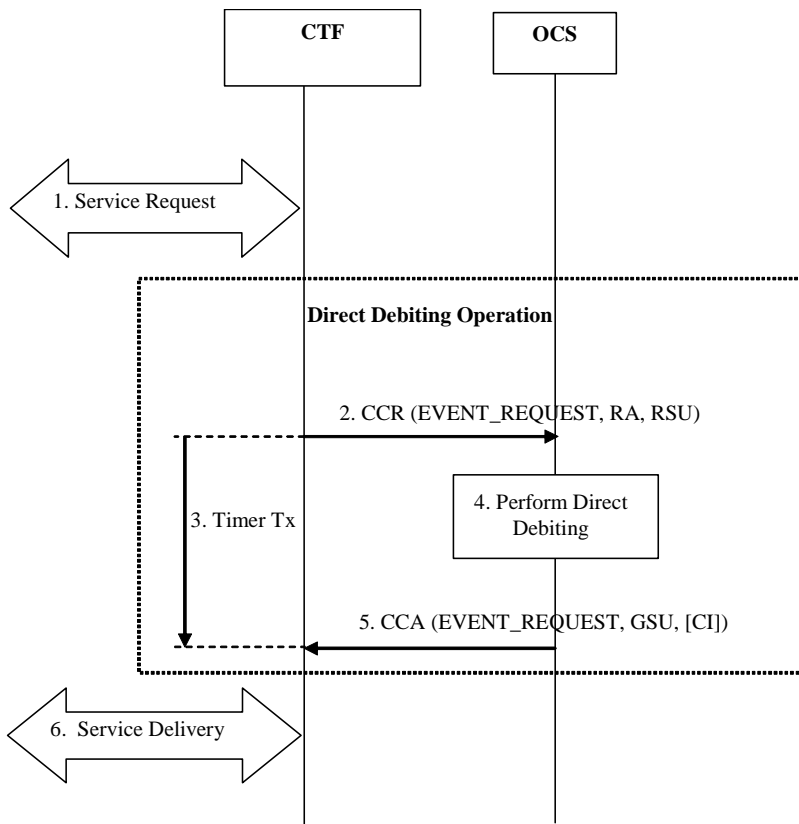 CTF
OCS
1. Service Request
Direct Debiting Operation
2. CCR (EVENT_REQUEST, RA, RSU)
3. Timer Tx
4. Perform Direct
Debiting
5. CCA (EVENT_REQUEST, GSU, [CI])
6. Service Delivery